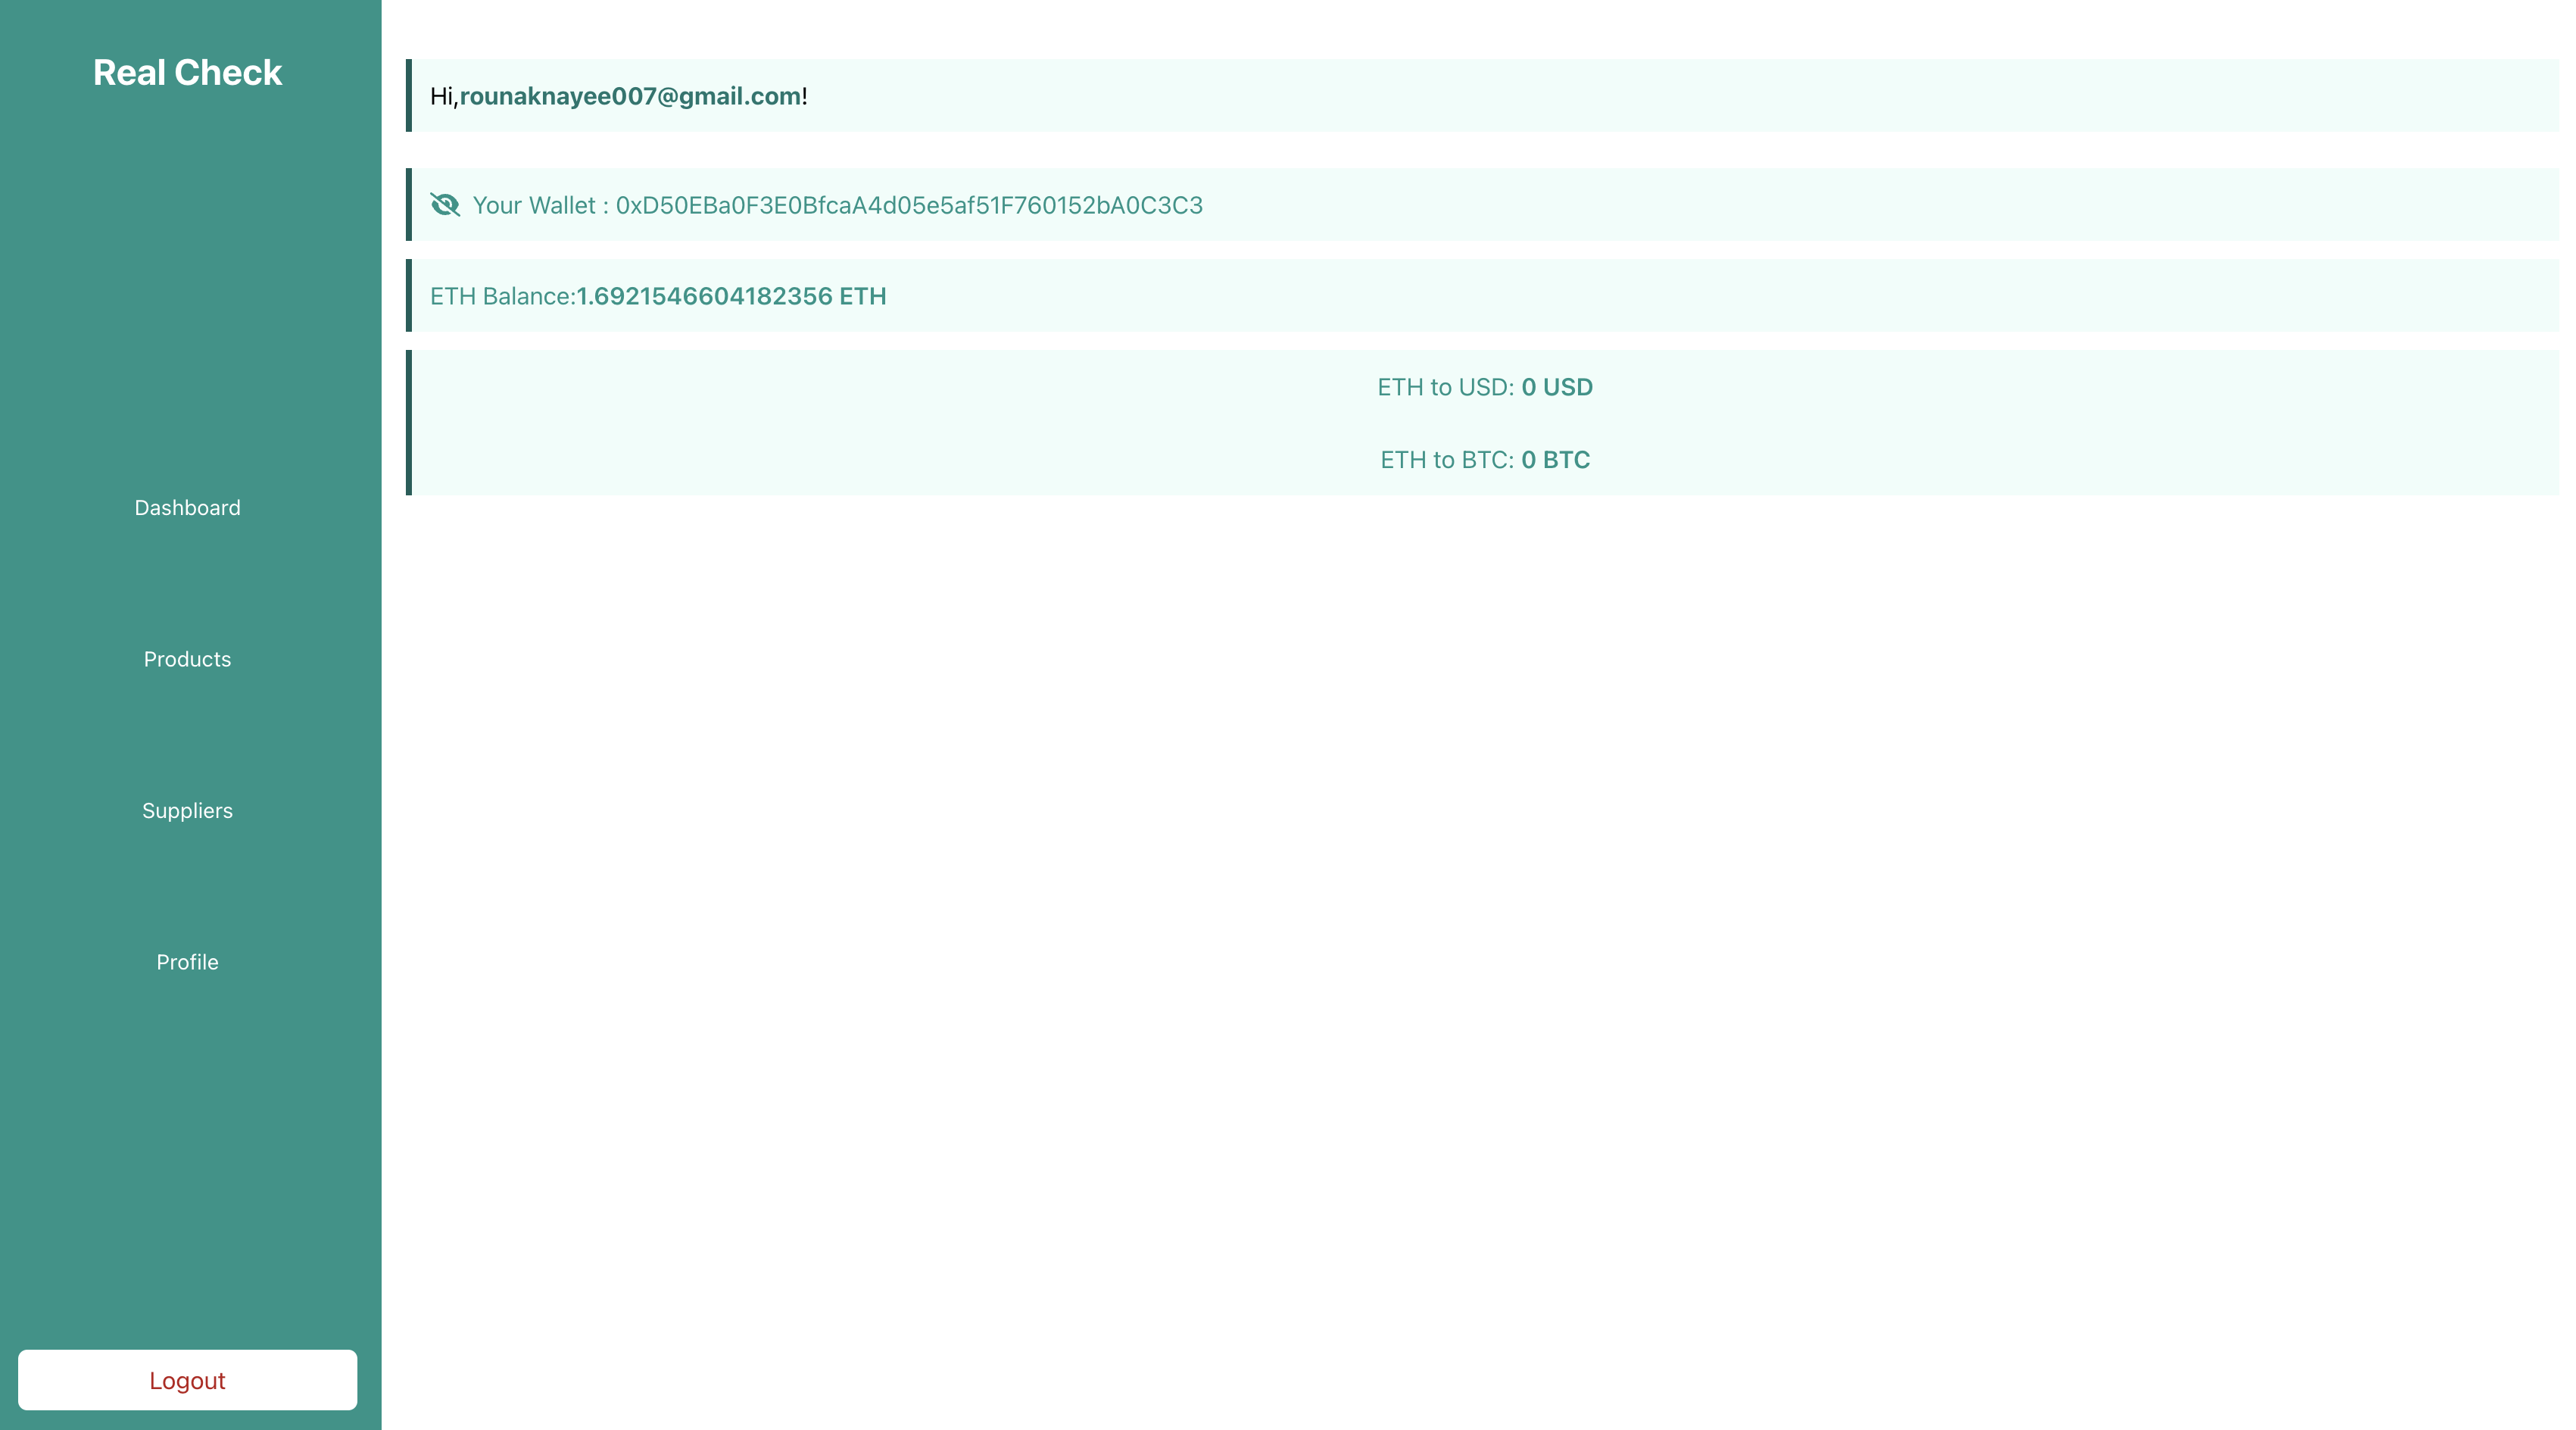 Real Check
Dashboard
Products
Suppliers
Profile
Logout
Hi,rounaknayee007@gmail.com!
Your Wallet : 0xD50EBa0F3E0BfcaA4d05e5af51F760152bA0C3C3
ETH Balance:1.6921546604182356 ETH
ETH to USD: 0 USD
ETH to BTC: 0 BTC